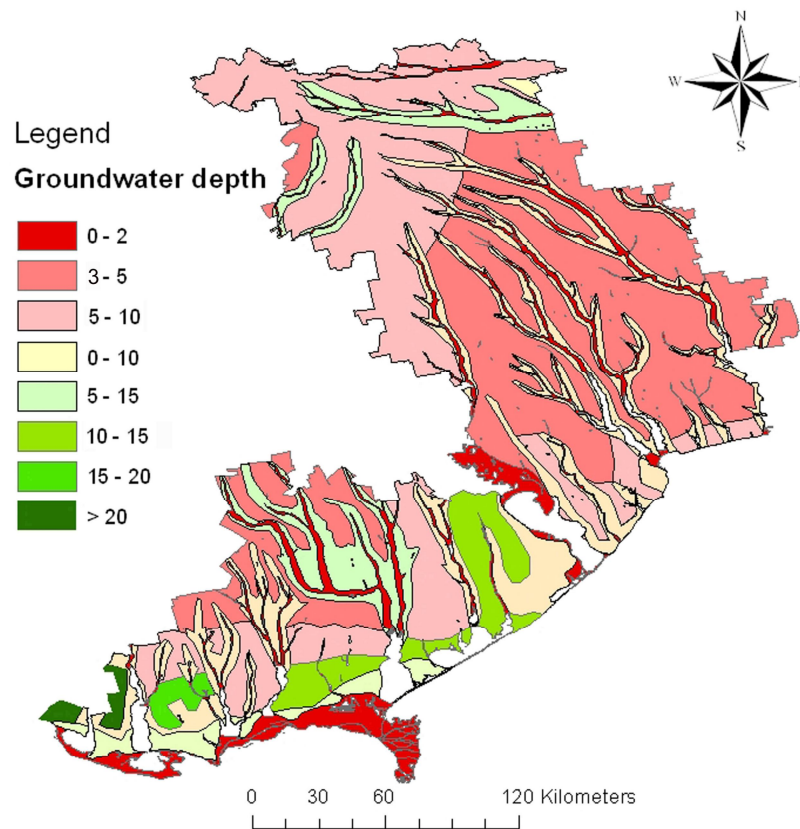 N
W
S
Legend
Groundwater depth
0 - 2
3 - 5
5 - 10
0 - 10
5 - 15
10 - 15
15 - 20
> 20
0 30 60 120 Kilometers